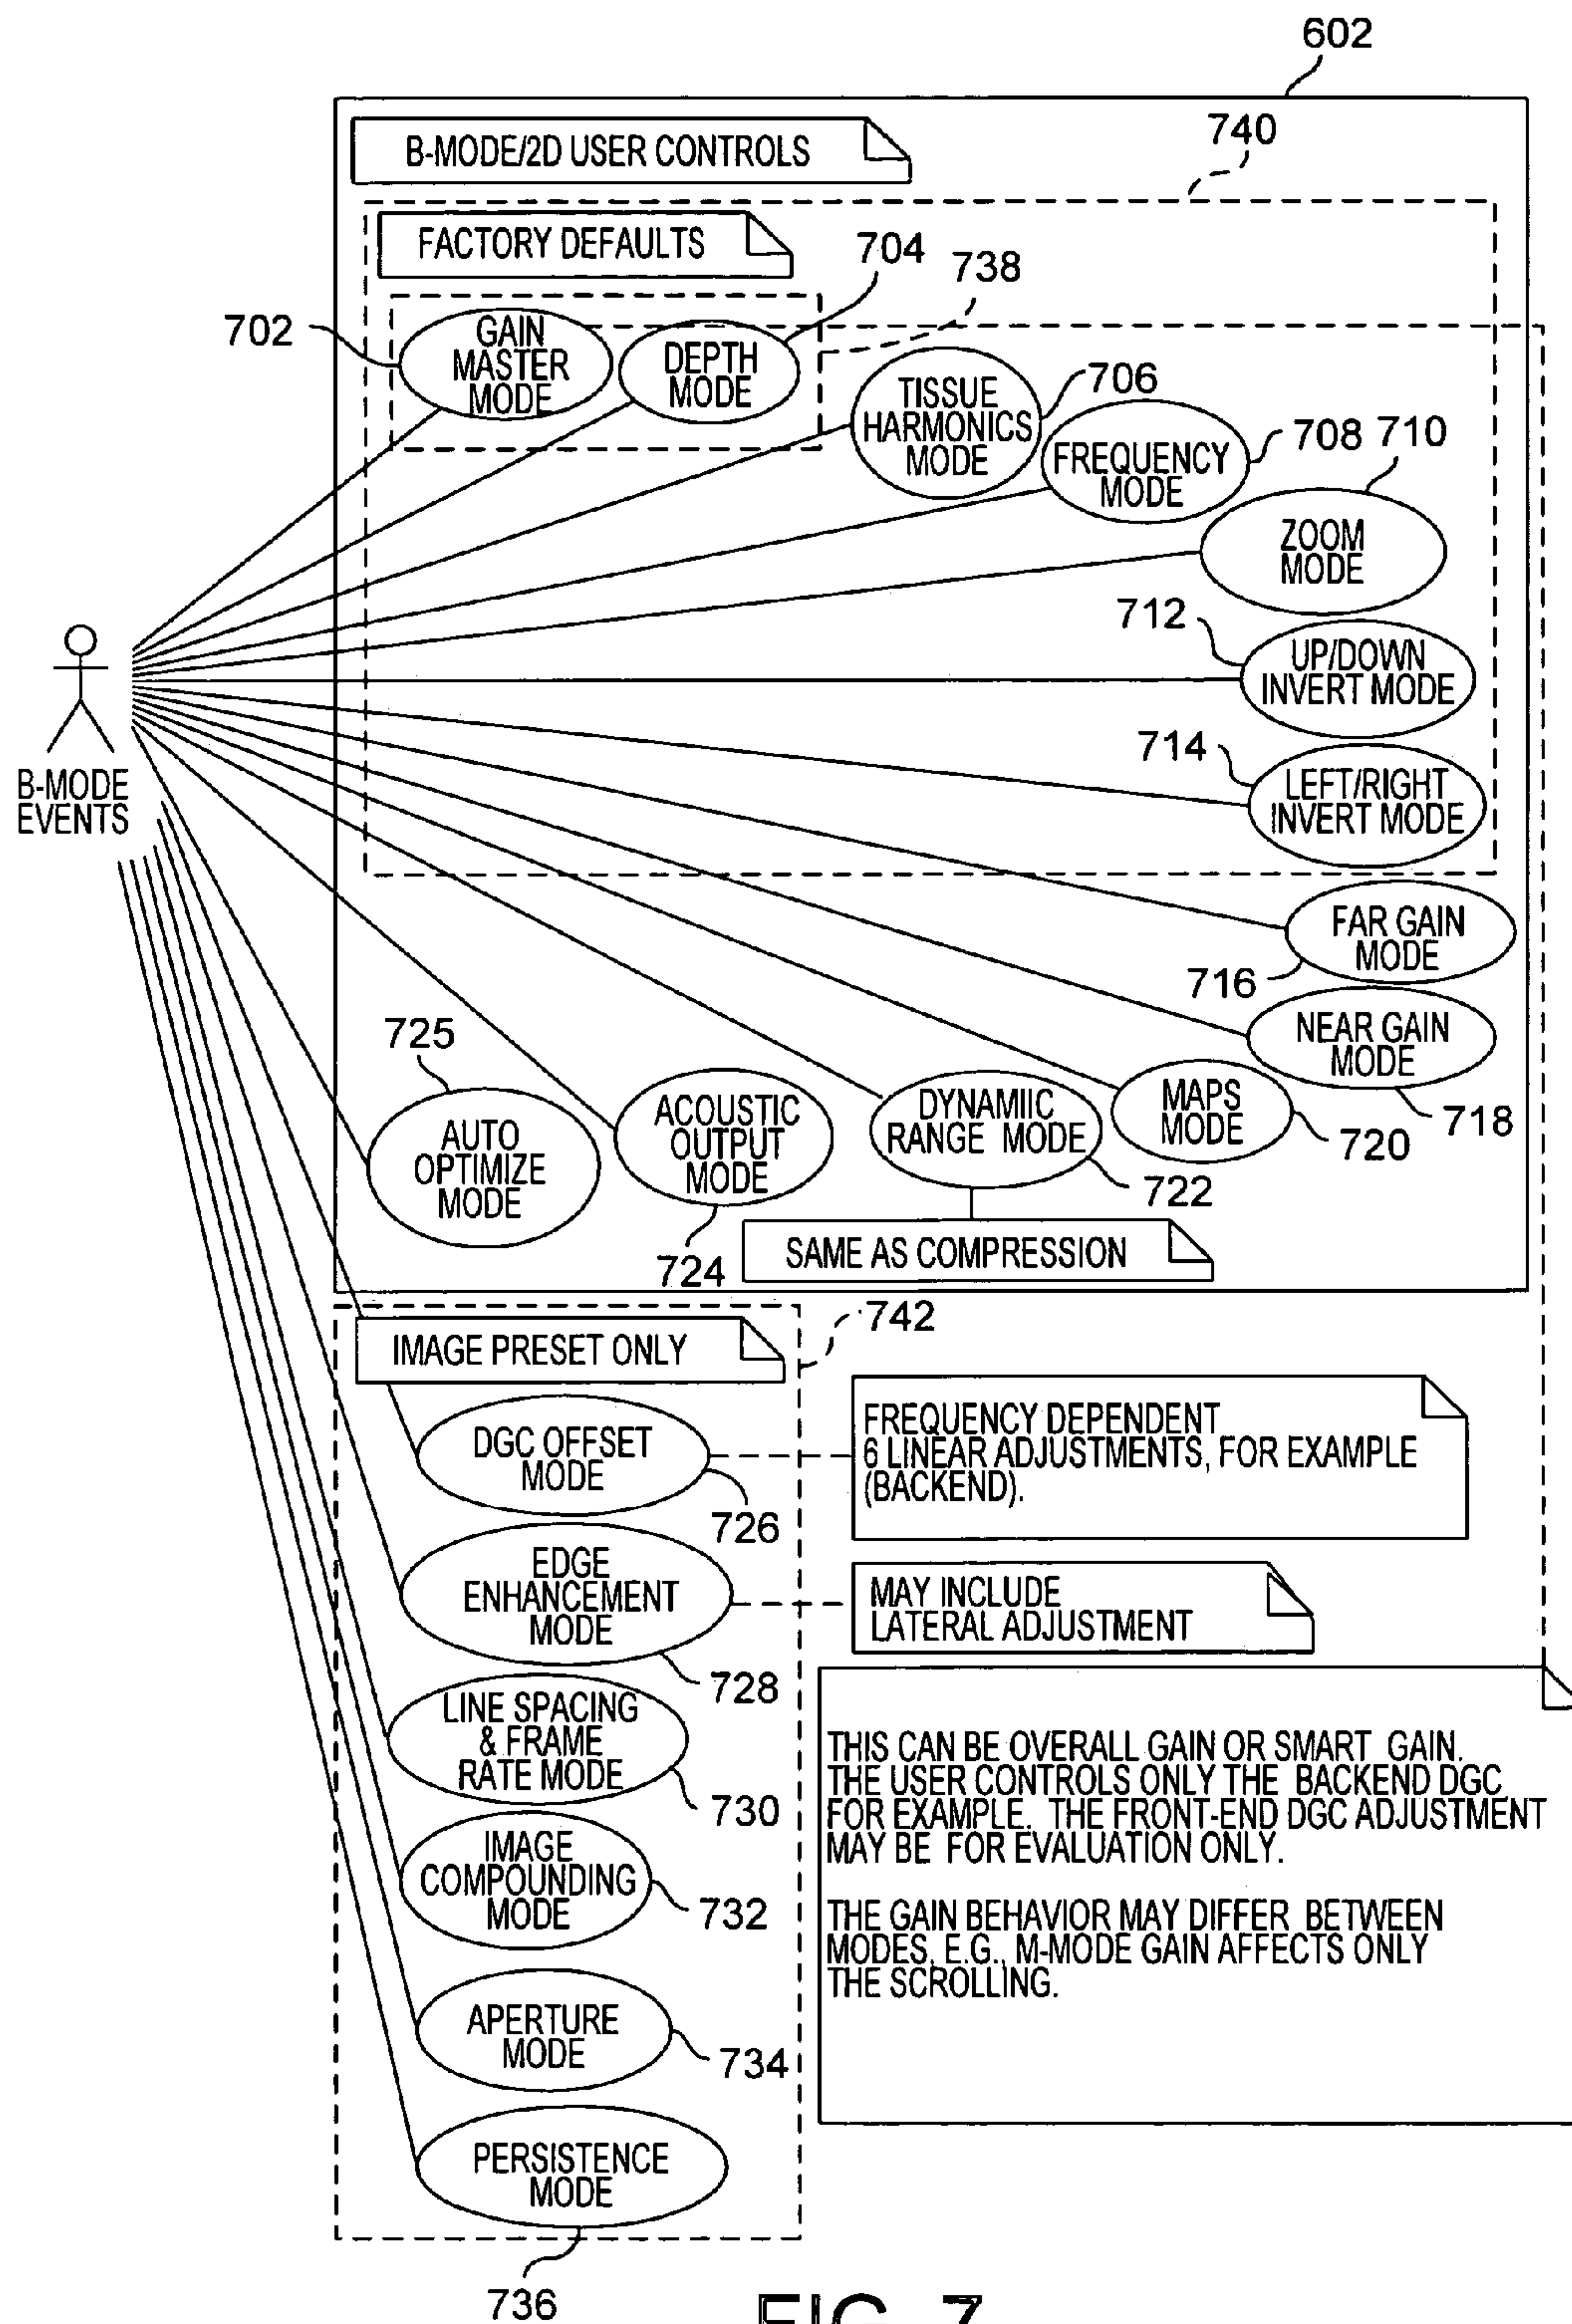 602
740
B-MODE/2D USER CONTROLS
FACTORY DEFAULTS
704
738
702
GAIN
MASTER
MODE
DEPTH
MODE
TISSUE
HARMONICS
MODE
706
FREQUENCY
MODE
708
710
ZOOM
MODE
712
UP/DOWN
INVERT MODE
714
LEFT/RIGHT
INVERT MODE
B-MODE
EVENTS
FAR GAIN
MODE
716
NEAR GAIN
MODE
718
725
AUTO
OPTIMIZE
MODE
ACOUSTIC
OUTPUT
MODE
724
DYNAMIIC
RANGE MODE
722
MAPS
MODE
720
SAME AS COMPRESSION
742
IMAGE PRESET ONLY
DGC OFFSET
MODE
726
FREQUENCY DEPENDENT
6 LINEAR ADJUSTMENTS, FOR EXAMPLE
(BACKEND).
EDGE
ENHANCEMENT
MODE
728
MAY INCLUDE
LATERAL ADJUSTMENT
LINE SPACING
& FRAME
RATE MODE
730
THIS CAN BE OVERALL GAIN OR SMART GAIN.
THE USER CONTROLS ONLY THE BACKEND DGC,
FOR EXAMPLE. THE FRONT-END DGC ADJUSTMENT
MAY BE FOR EVALUATION ONLY.
THE GAIN BEHAVIOR MAY DIFFER BETWEEN
MODES, E.G., M-MODE GAIN AFFECTS ONLY
THE SCROLLING.
IMAGE
COMPOUNDING
MODE
732
APERTURE
MODE
734
PERSISTENCE
MODE
736
FIG. 7